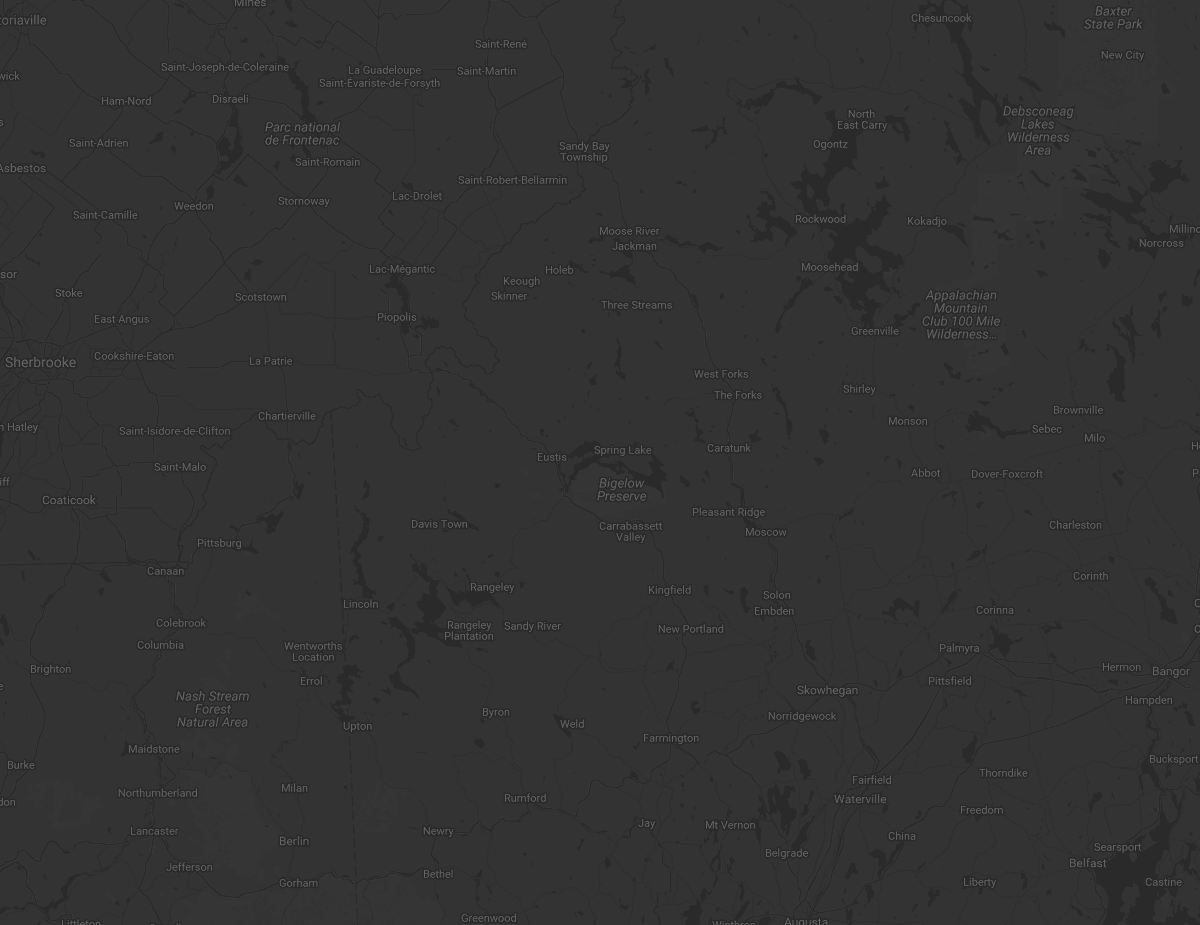 Mines
Baxter
State Park
toriaville
Chesuncook
Saint-René
New City
Saint-Joseph-de-Coleraine
La Guadeloupe
Saint-Martin
wick
Saint-Évariste-de-Forsyth
Ham-Nord
Disraeli
Debsconeag
Lakes
Wilderness
Area
North
East Carry
Parc national
de Frontenac
Saint-Adrien
Ogontz
Sandy Bay
Township
Saint-Romain
Asbestos
Saint-Robert-Bellarmin
Lac-Drolet
Stornoway
Weedon
Saint-Camille
Rockwood
Kokadjo
Moose River
Millino
Norcross
Jackman
Moosehead
Lac-Mégantic
Holeb
sor
Keough
Skinner
Stoke
Scotstown
Three Streams
Appalachian
Mountain
Club 100 Mile
Wilderness...
East Angus
Piopolis
Greenville
Sherbrooke
Cookshire-Eaton
La Patrie
West Forks
The Forks
Shirley
Brownville
Chartierville
Monson
n Hatley
Saint-Isidore-de-Clifton
Sebec
Milo
Spring Lake
Caratunk
Eustis
Saint-Malo
Abbot
Dover-Foxcroft
iff
Bigelow
Preserve
Coaticook
Pleasant Ridge
Davis Town
Carrabassett
Valley
Moscow
Charleston
Pittsburg
Canaan
Corinth
Rangeley
Kingfield
Solon
Lincoln
Embden
Corinna
Colebrook
Rangeley
Plantation
Sandy River
New Portland
Columbia
Wentworths
Location
Palmyra
Brighton
Hermon
Bangor
Errol
Pittsfield
Skowhegan
Nash Stream
Forest
Natural Area
Hampden
Byron
Norridgewock
Upton
Weld
Farmington
Maidstone
Bucksport
Burke
Thorndike
Fairfield
Milan
Northumberland
Rumford
Waterville
don
Freedom
Jay
Mt Vernon
Lancaster
Newry
China
Berlin
Searsport
Belgrade
Belfast
Jefferson
Bethel
Gorham
Liberty
Castine
Greenwood
Littleton
Winthrop
Augusta